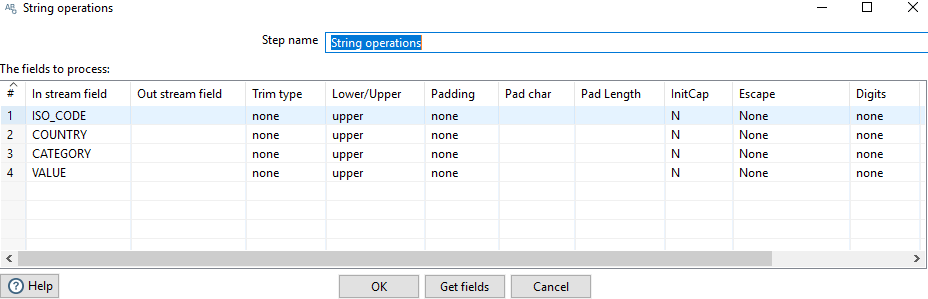 String operations
Step name String operations
The fields to process:
# In stream field Out stream field Trim type Lower/Upper Padding Pad char Pad Length InitCap Escape Digits
1 ISO_CODE none upper none N None none
2 COUNTRY none upper none N None none
3 CATEGORY none upper none N None none
4 VALUE none upper none N None none
? Help OK Get fields Cancel